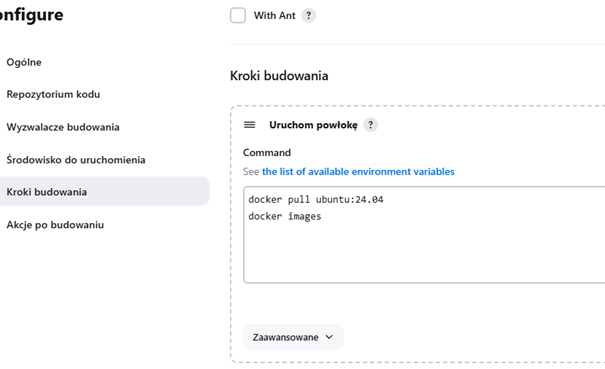 onfigure
With Ant ?
Ogólne
Repozytorium kodu
Wyzwalacze budowania
Środowisko do uruchomienia
Kroki budowania
Akcje po budowaniu
Kroki budowania
Uruchom powłokę ?
Command
See the list of available environment variables
docker pull ubuntu:24.04
docker images
Zaawansowane